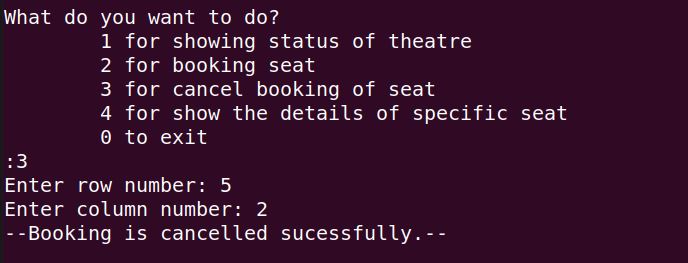 What do you want to do?
1 for showing status of theatre
2 for booking seat
3 for cancel booking of seat
4 for show the details of specific seat
0 to exit
:3
Enter row number: 5
Enter column number: 2
--Booking is cancelled sucessfully.--